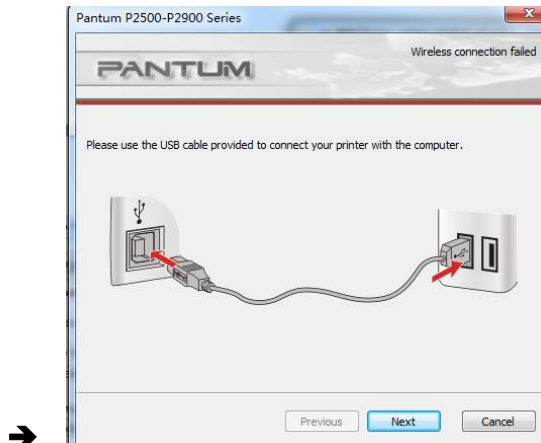 Pantum P2500-P2900 Series
Wireless connection failed
PANTUM
Please use the USB cable provided to connect your printer with the computer.
Previous
Next
Cancel